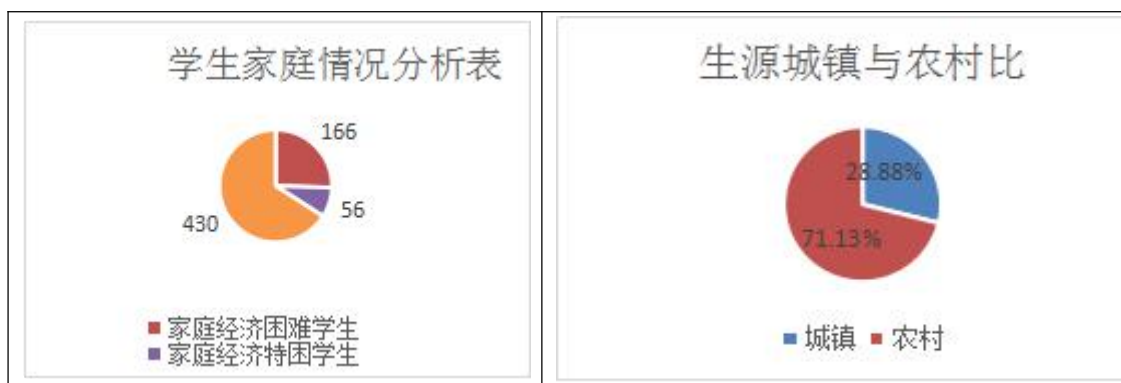 学生家庭情况分析表
166
56
430
家庭经济困难学生
家庭经济特困学生
生源城镇与农村比
28.88%
71.13%
城镇 农村